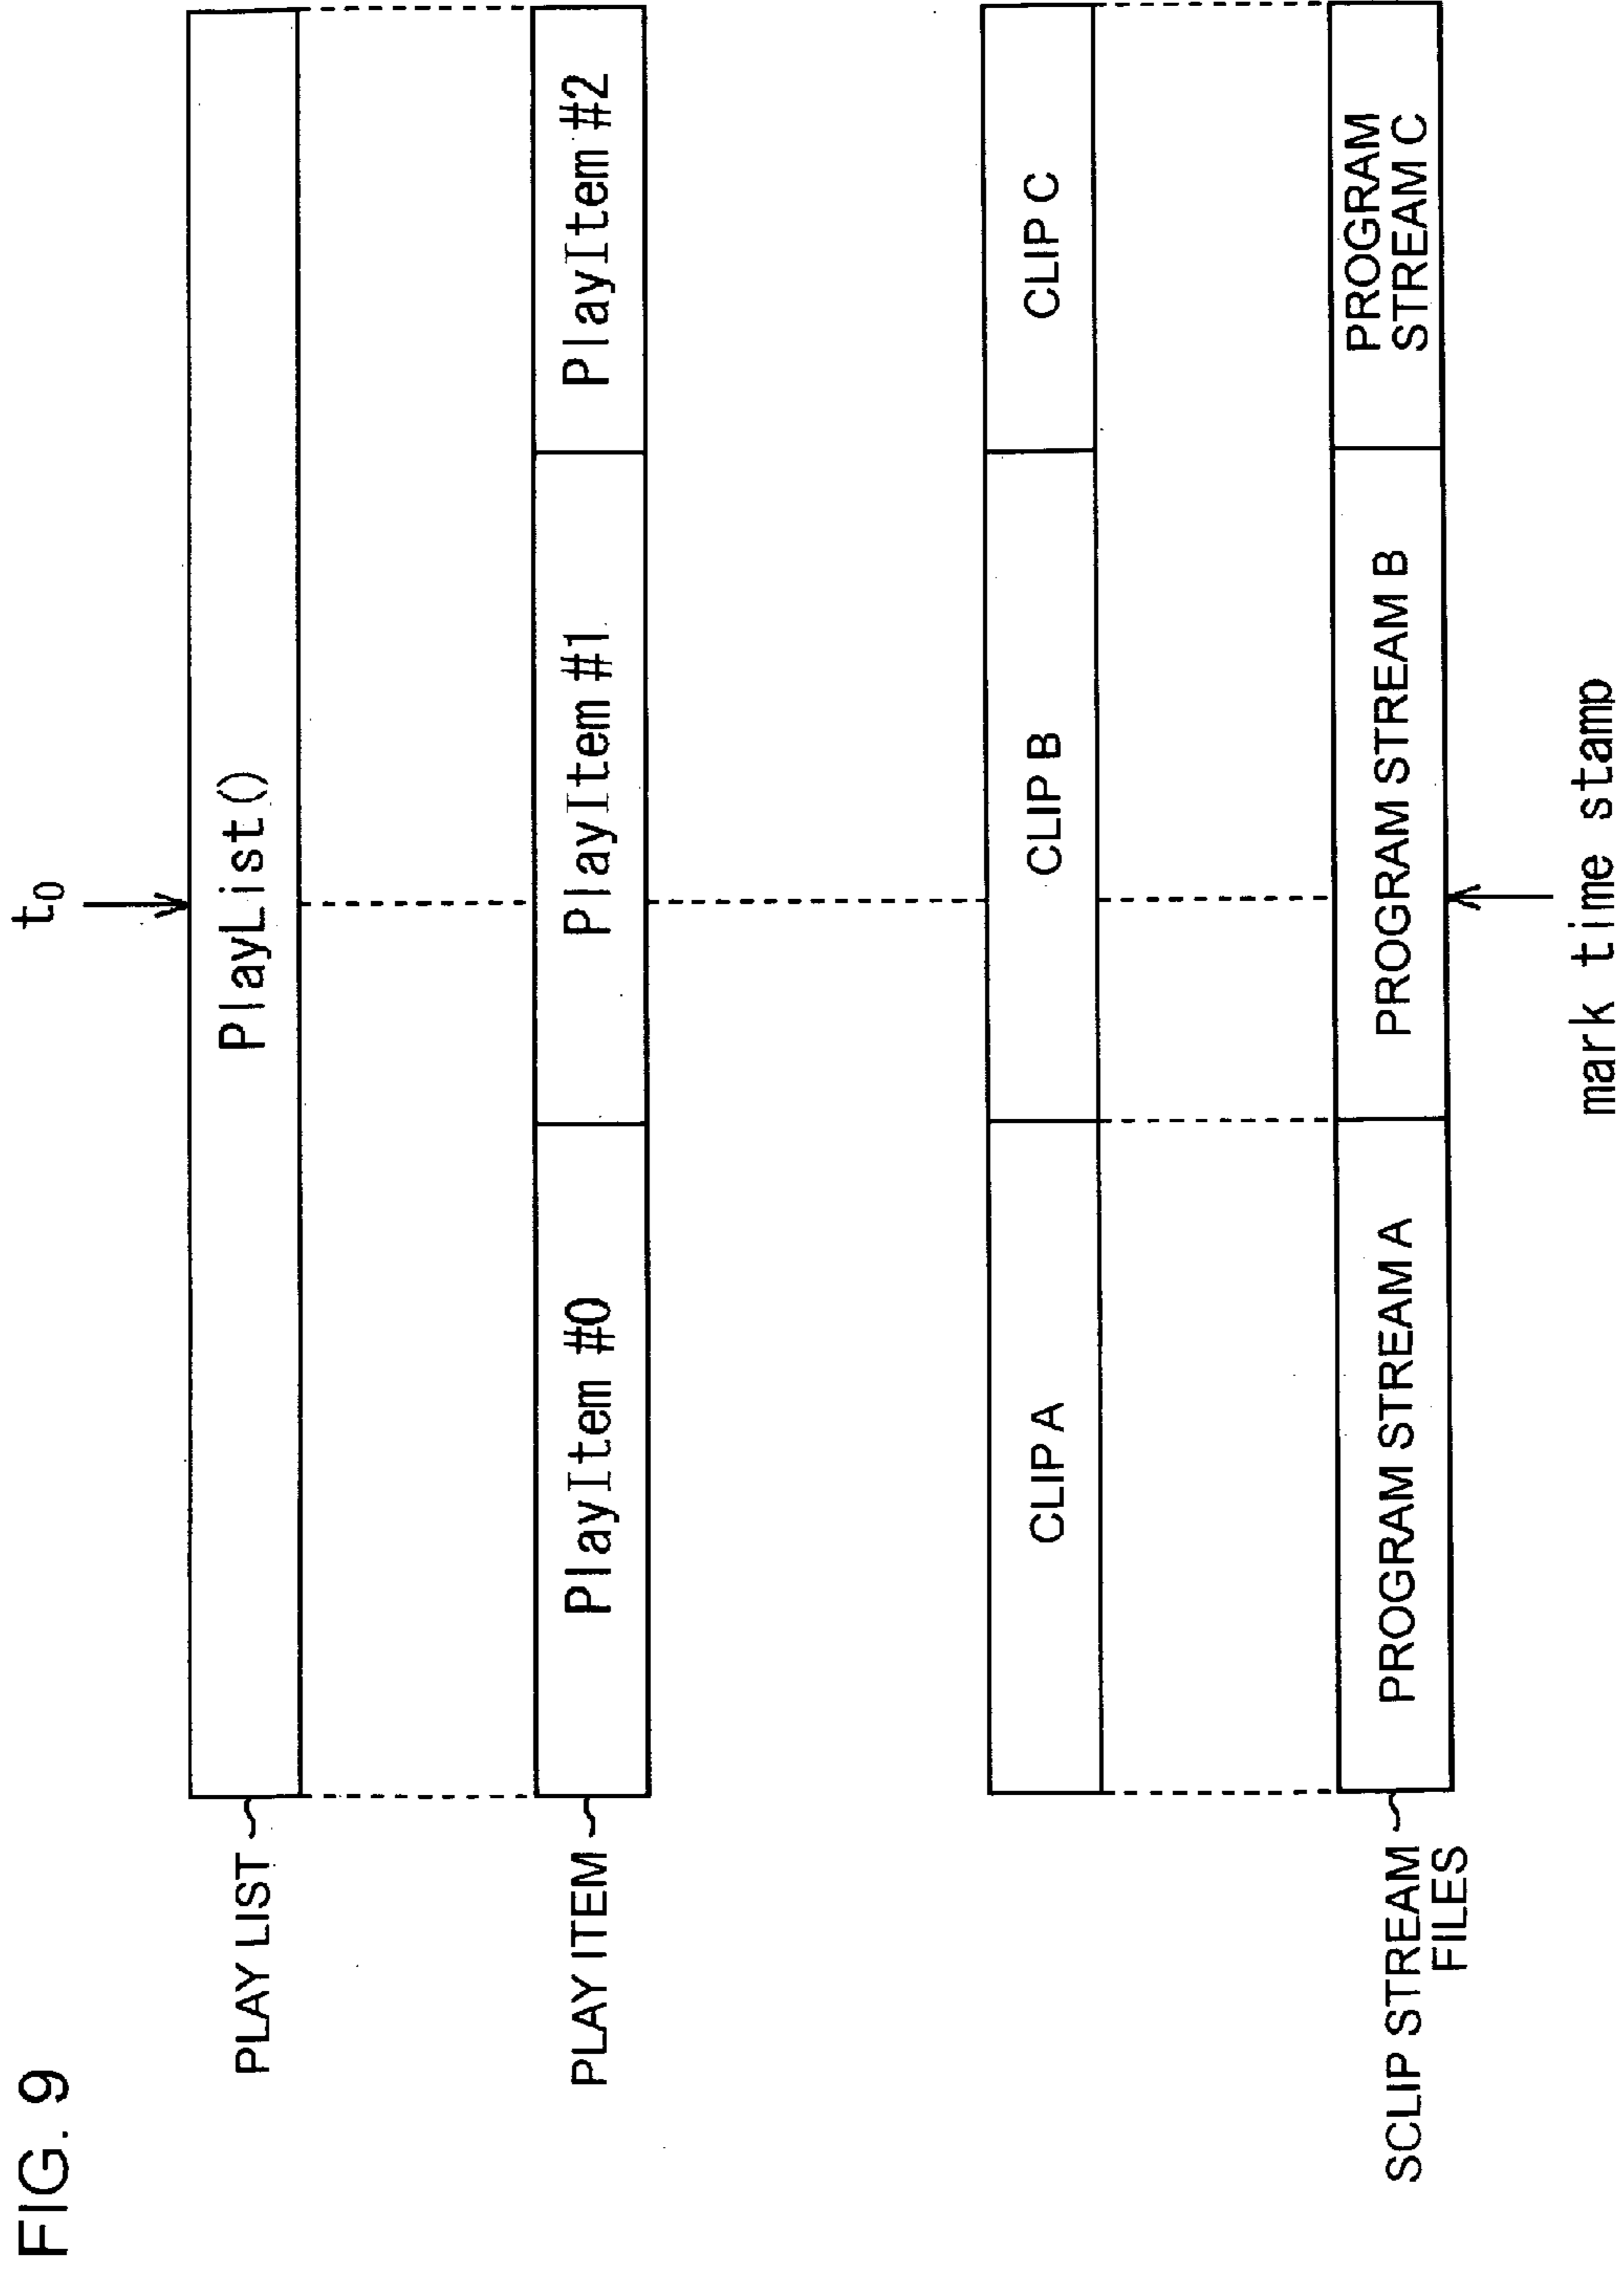 FIG. 9
t0
PLAY LIST
PlayList()
PLAY ITEM
PlayItem #0
PlayItem #1
PlayItem #2
CLIP A
CLIP B
CLIP C
SCLIP STREAM
FILES
PROGRAM STREAM A
PROGRAM STREAM B
PROGRAM
STREAM C
mark time stamp